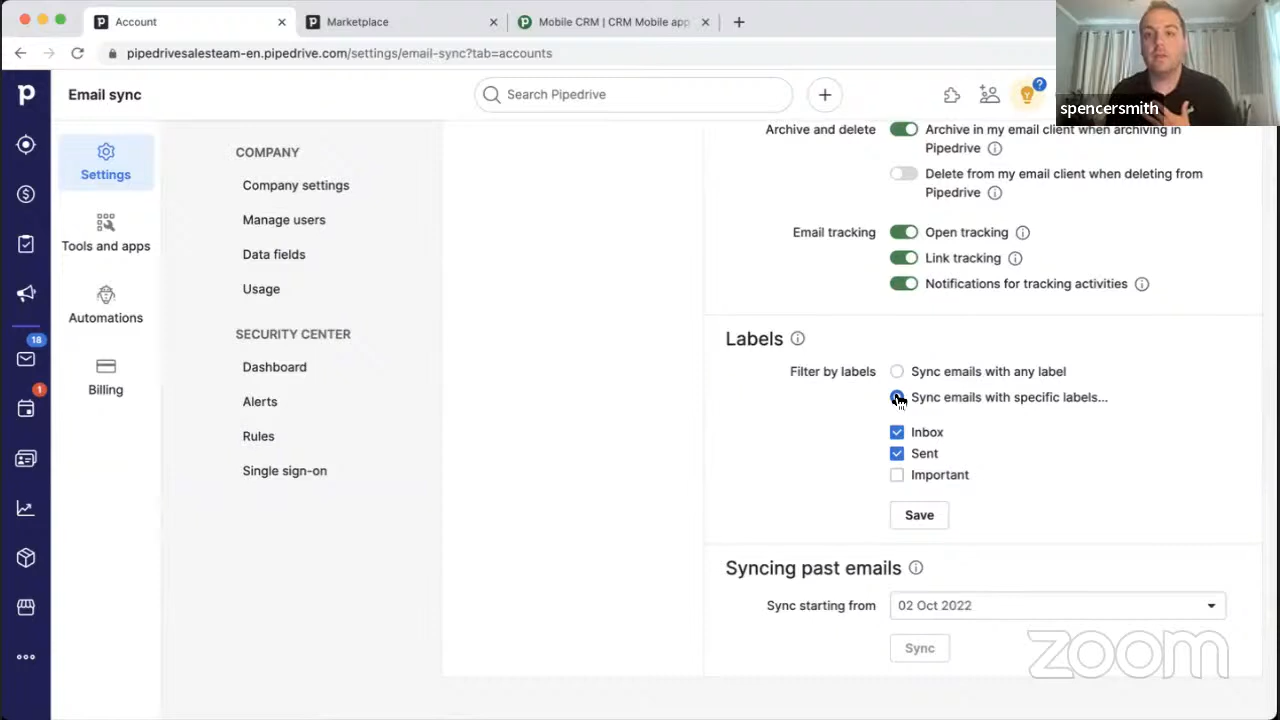 Account
Marketplace
Mobile CRM | CRM Mobile app
pipedrivesalesteam-en.pipedrive.com/settings/email-sync?tab=accounts
spencersmith
Email sync
Search Pipedrive
?
Settings
Tools and apps
Automations
Billing
18
1
COMPANY
Company settings
Manage users
Data fields
Usage
SECURITY CENTER
Dashboard
Alerts
Rules
Single sign-on
Archive and delete
Archive in my email client when archiving in
Pipedrive
Delete from my email client when deleting from
Pipedrive
Email tracking
Open tracking
Link tracking
Notifications for tracking activities
Labels
Filter by labels
Sync emails with any label
Sync emails with specific labels...
Inbox
Sent
Important
Save
Syncing past emails
Sync starting from
02 Oct 2022
Sync
zoom